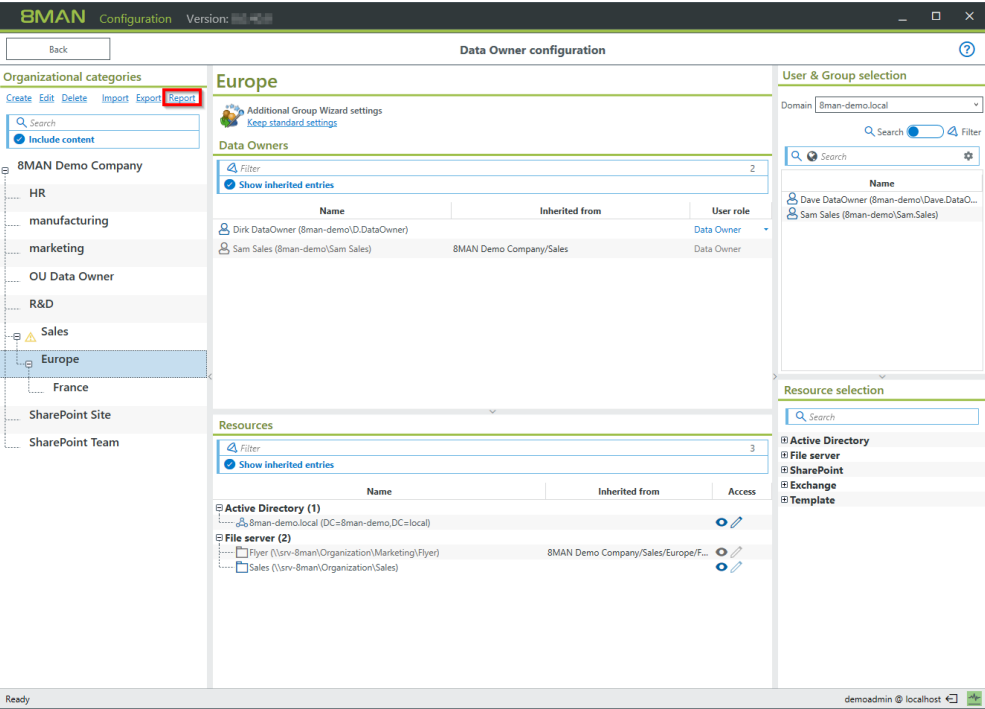 8MAN Configuration Version:
Back
Data Owner configuration
Organizational categories
Create Edit Delete Import Export Report
Search
Include content
8MAN Demo Company
HR
manufacturing
marketing
OU Data Owner
R&D
Sales
Europe
France
SharePoint Site
SharePoint Team
Europe
Additional Group Wizard settings
Keep standard settings
Data Owners
Filter 2
Show inherited entries
Name Inherited from User role
Dirk DataOwner (8man-demo\D.DataOwner) Data Owner
Sam Sales (8man-demo\Sam Sales) 8MAN Demo Company/Sales Data Owner
Resources
Filter 3
Show inherited entries
Name Inherited from Access
Active Directory (1)
8man-demo.local (DC=8man-demo,DC=local)
File server (2)
Flyer (\\srv-8man\Organization\Marketing\Flyer) 8MAN Demo Company/Sales/Europe/F...
Sales (\\srv-8man\Organization\Sales)
User & Group selection
Domain 8man-demo.local
Search Filter
Search
Name
Dave DataOwner (8man-demo\Dave.DataO...
Sam Sales (8man-demo\Sam.Sales)
Resource selection
Search
Active Directory
File server
SharePoint
Exchange
Template
Ready
demoadmin @ localhost